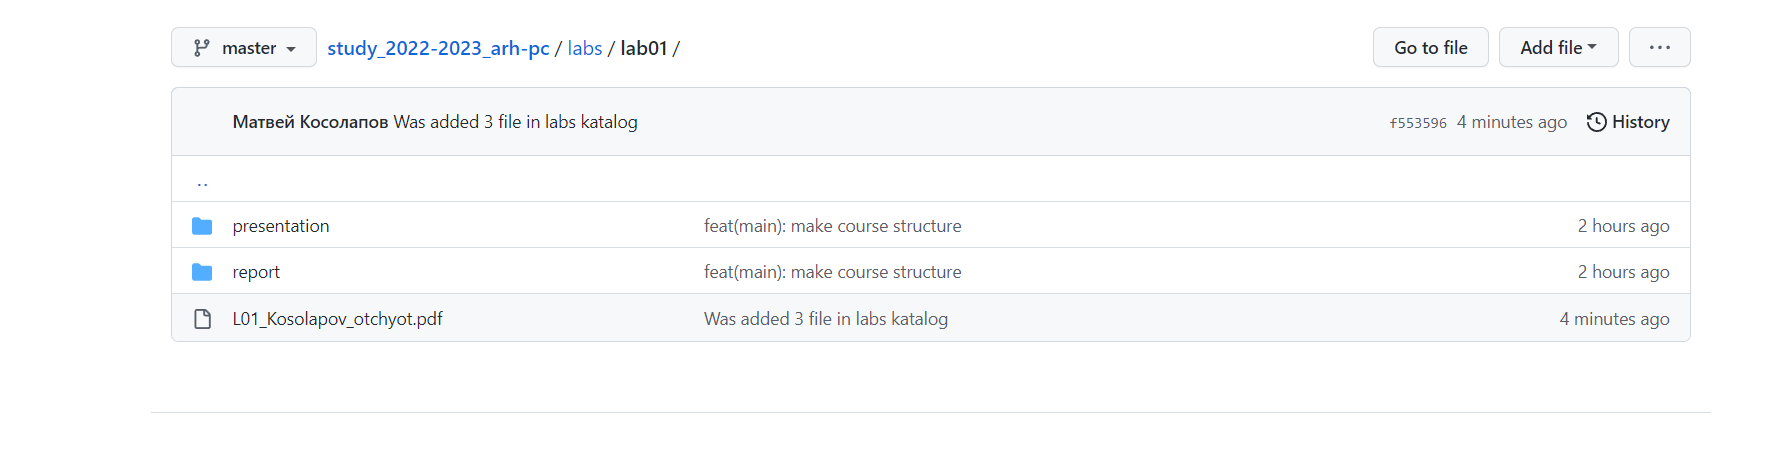 master study_2022-2023_arh-pc / labs / lab01 / Go to file Add file ···
Матвей Косолапов Was added 3 file in labs katalog f553596 4 minutes ago History
..
presentation feat(main): make course structure 2 hours ago
report feat(main): make course structure 2 hours ago
L01_Kosolapov_otchyot.pdf Was added 3 file in labs katalog 4 minutes ago